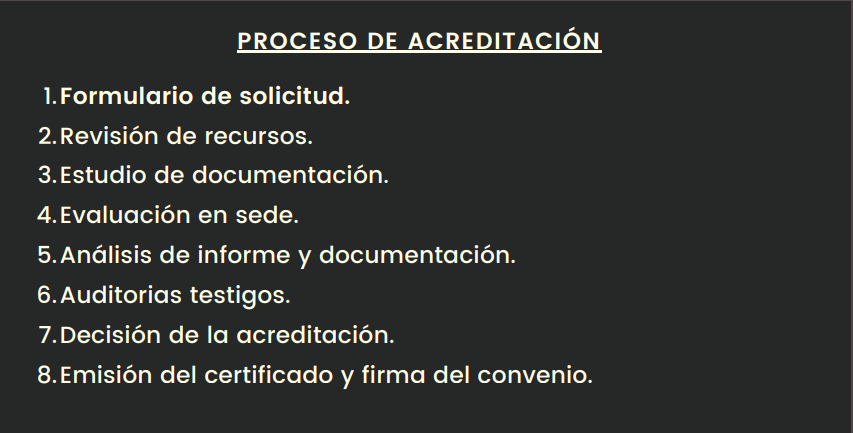 PROCESO DE ACREDITACIÓN
1. Formulario de solicitud.
2. Revisión de recursos.
3. Estudio de documentación.
4. Evaluación en sede.
5. Análisis de informe y documentación.
6. Auditorias testigos.
7. Decisión de la acreditación.
8. Emisión del certificado y firma del convenio.